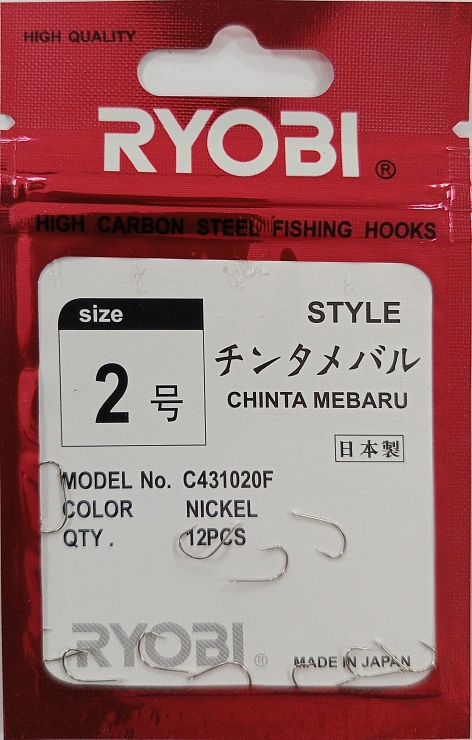 HIGH QUALITY
RYOBI®
HIGH CARBON STEEL FISHING HOOKS
size
2号
STYLE
チンタメバル
CHINTA MEBARU
日本製
MODEL No. C431020F
COLOR NICKEL
QTY . 12PCS
RYOBI®
MADE IN JAPAN